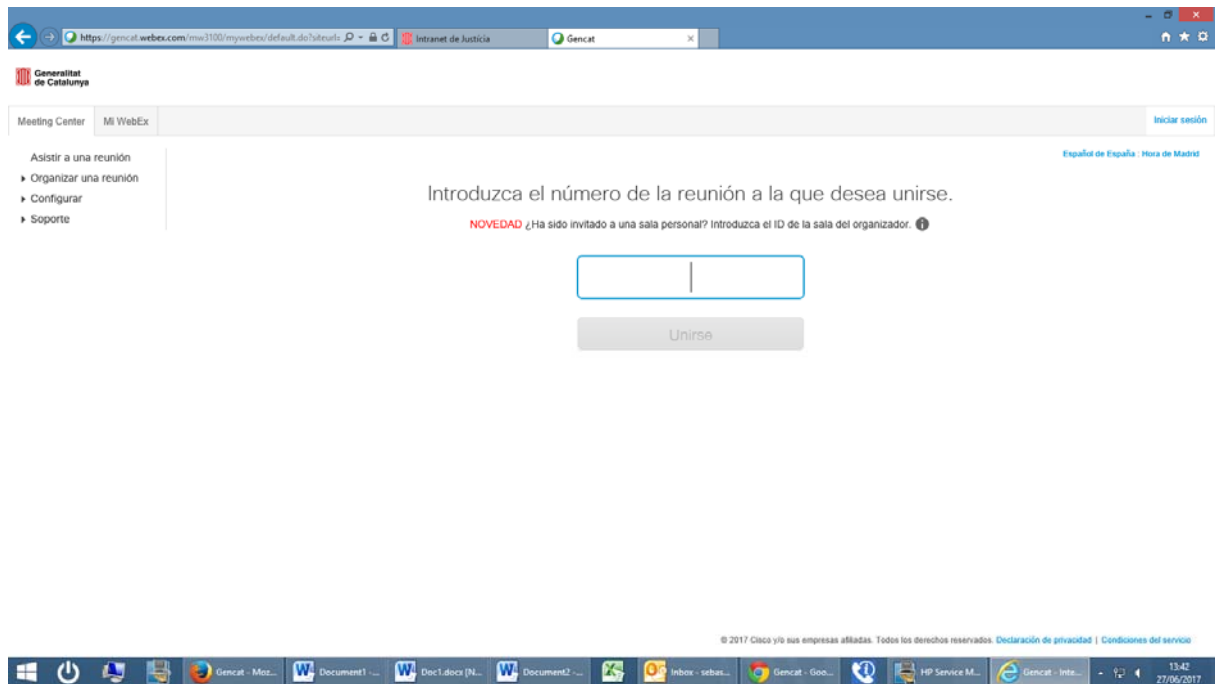 https://gencat.webex.com/mw3100/mywebex/default.do?siteurl=
Intranet de Justícia
Gencat
Generalitat
de Catalunya
Meeting Center
Mi WebEx
Iniciar sesión
Español de España : Hora de Madrid
Asistir a una reunión
Organizar una reunión
Configurar
Soporte
Introduzca el número de la reunión a la que desea unirse.
NOVEDAD ¿Ha sido invitado a una sala personal? Introduzca el ID de la sala del organizador.
Unirse
© 2017 Cisco y/o sus empresas afiliadas. Todos los derechos reservados. Declaración de privacidad | Condiciones del servicio
Gencat - Moz...
Document1 -...
Doc1.docx [N...
Document2 -...
Inbox - sebas...
Gencat - Goo...
HP Service M...
Gencat - Inte...
13:42
27/06/2017